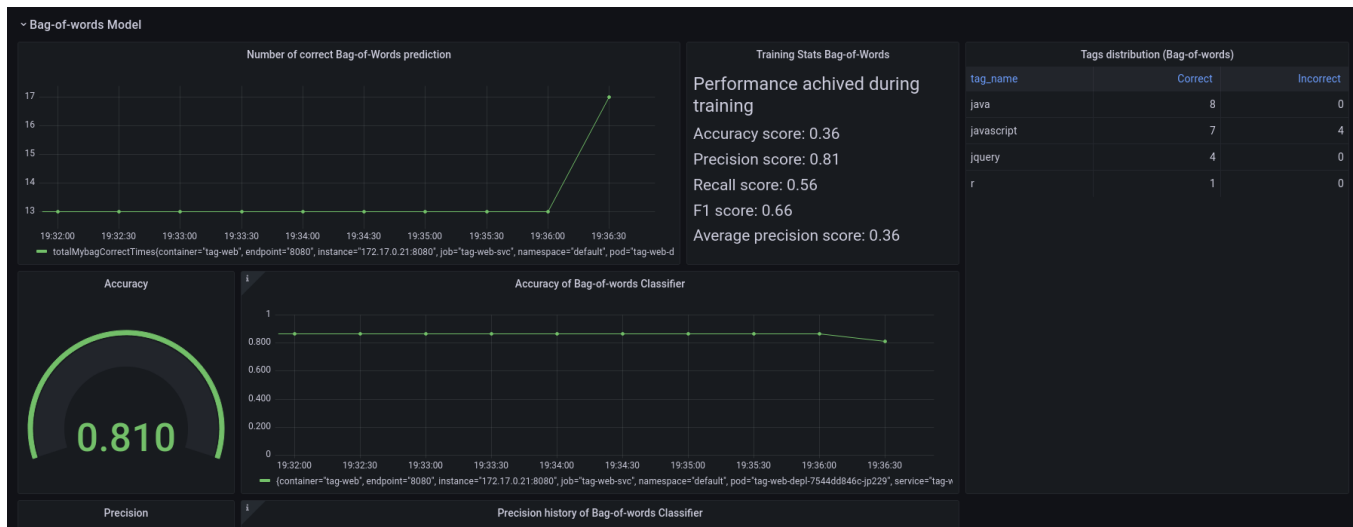 Bag-of-words Model
Number of correct Bag-of-Words prediction
17
16
15
14
13
19:32:00 19:32:30 19:33:00 19:33:30 19:34:00 19:34:30 19:35:00 19:35:30 19:36:00 19:36:30
totalMybagCorrectTimes{container="tag-web", endpoint="8080", instance="172.17.0.21:8080", job="tag-web-svc", namespace="default", pod="tag-web-d
Training Stats Bag-of-Words
Performance achived during
training
Accuracy score: 0.36
Precision score: 0.81
Recall score: 0.56
F1 score: 0.66
Average precision score: 0.36
Tags distribution (Bag-of-words)
tag_name Correct Incorrect
java 8 0
javascript 7 4
jquery 4 0
r 1 0
Accuracy
0.810
i
Accuracy of Bag-of-words Classifier
1
0.800
0.600
0.400
0.200
0
19:32:00 19:32:30 19:33:00 19:33:30 19:34:00 19:34:30 19:35:00 19:35:30 19:36:00 19:36:30
{container="tag-web", endpoint="8080", instance="172.17.0.21:8080", job="tag-web-svc", namespace="default", pod="tag-web-depl-7544dd846c-jp229", service="tag-w
Precision
i
Precision history of Bag-of-words Classifier